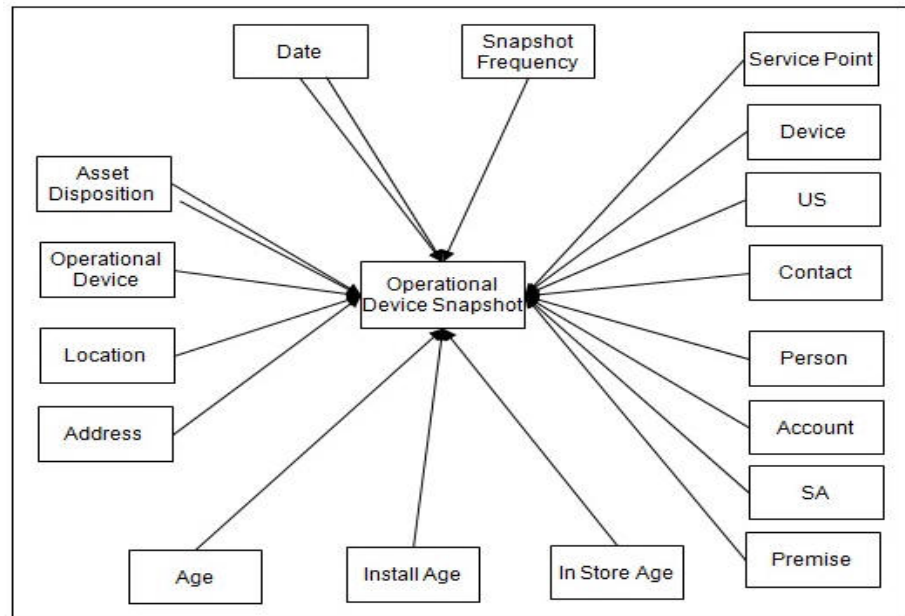 Date
Snapshot
Frequency
Service Point
Device
US
Contact
Person
Account
SA
Premise
Asset
Disposition
Operational
Device
Location
Address
Operational
Device Snapshot
Age
Install Age
In Store Age